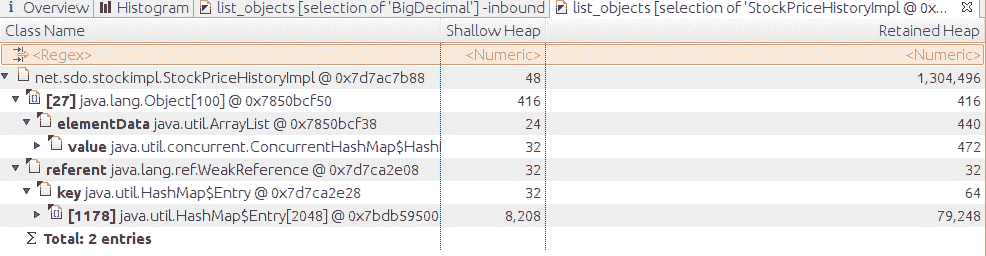 i Overview Histogram list_objects [selection of 'BigDecimal'] -inbound list_objects [selection of 'StockPriceHistoryImpl @ 0x...
Class Name Shallow Heap Retained Heap
<Regex> <Numeric> <Numeric>
net.sdo.stockimpl.StockPriceHistoryImpl @ 0x7d7ac7b88 48 1,304,496
[27] java.lang.Object[100] @ 0x7850bcf50 416 416
elementData java.util.ArrayList @ 0x7850bcf38 24 440
value java.util.concurrent.ConcurrentHashMap$Hash 32 472
referent java.lang.ref.WeakReference @ 0x7d7ca2e08 32 32
key java.util.HashMap$Entry @ 0x7d7ca2e28 32 64
[1178] java.util.HashMap$Entry[2048] @ 0x7bdb59500 8,208 79,248
Σ Total: 2 entries